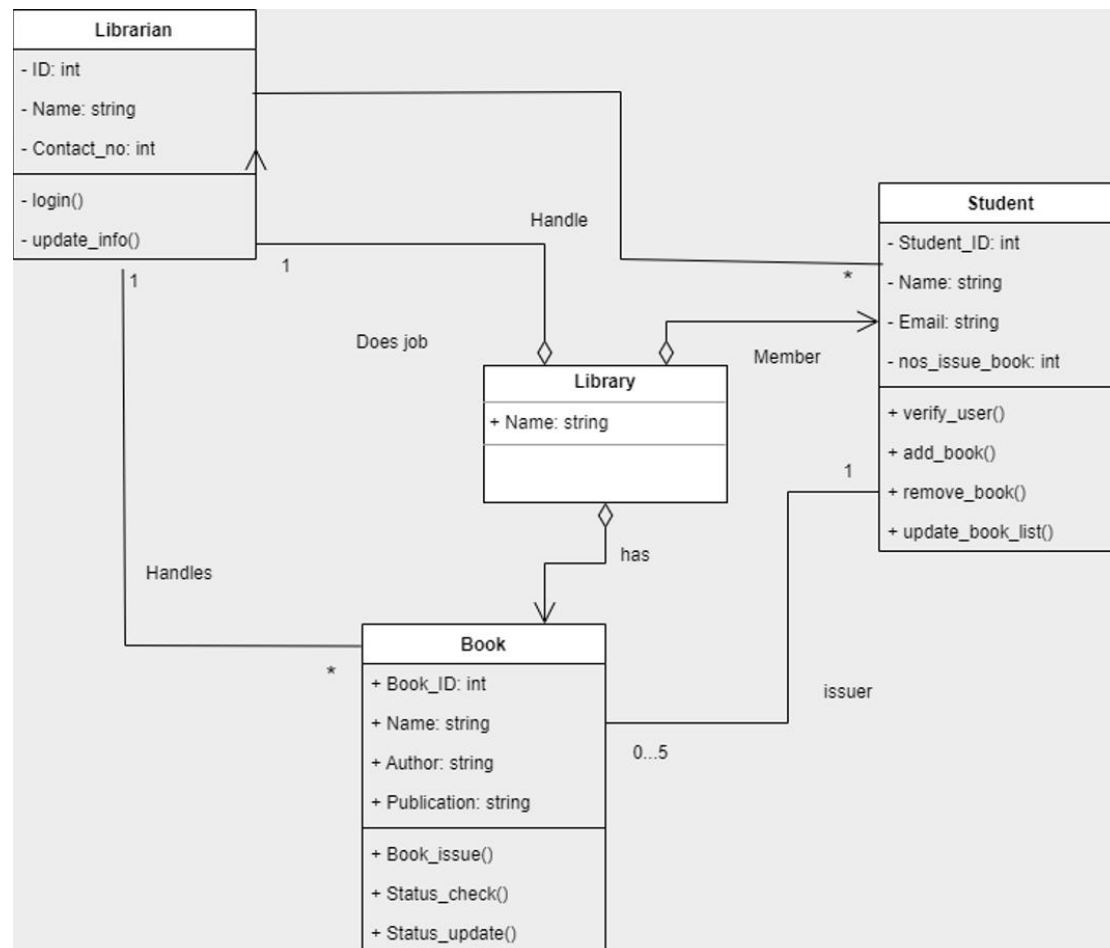 Librarian
- ID: int
- Name: string
- Contact_no: int
- login()
- update_info()
1
1
Handle
*
Student
- Student_ID: int
- Name: string
- Email: string
- nos_issue_book: int
+ verify_user()
+ add_book()
+ remove_book()
+ update_book_list()
Does job
Member
Library
+ Name: string
1
has
Handles
*
Book
+ Book_ID: int
+ Name: string
+ Author: string
+ Publication: string
+ Book_issue()
+ Status_check()
+ Status_update()
issuer
0...5